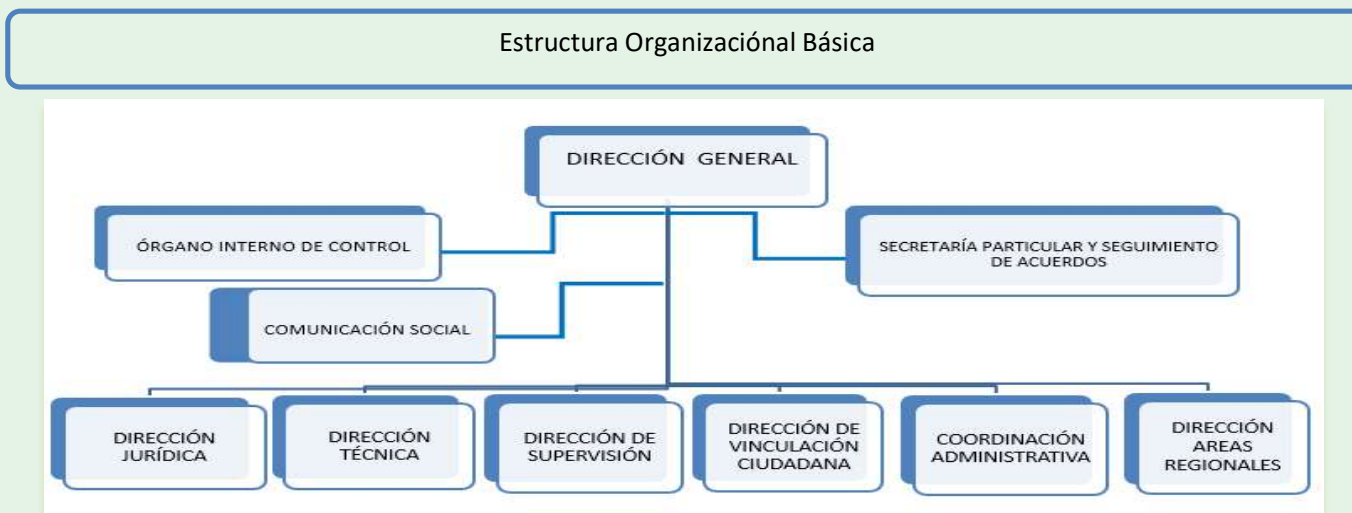 Estructura Organizaciónal Básica
DIRECCIÓN GENERAL
ÓRGANO INTERNO DE CONTROL
SECRETARÍA PARTICULAR Y SEGUIMIENTO
DE ACUERDOS
COMUNICACIÓN SOCIAL
DIRECCIÓN
JURÍDICA
DIRECCIÓN
TÉCNICA
DIRECCIÓN DE
SUPERVISIÓN
DIRECCIÓN DE
VINCULACIÓN
CIUDADANA
COORDINACIÓN
ADMINISTRATIVA
DIRECCIÓN
AREAS
REGIONALES